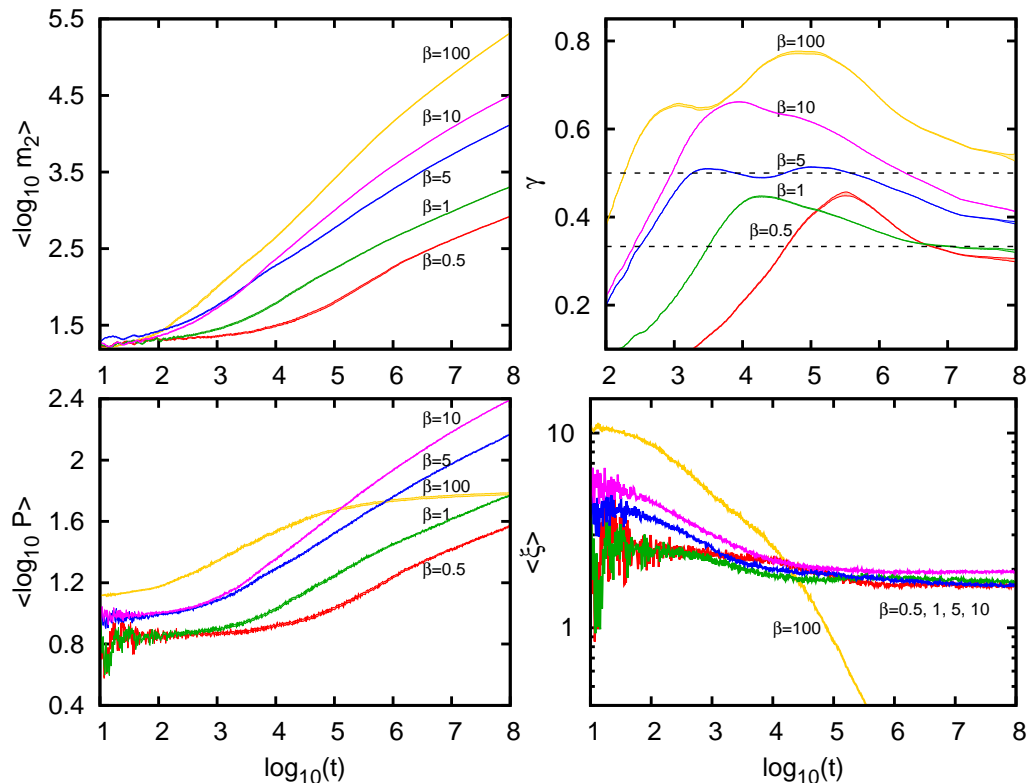 5.5
4.5
3.5
2.5
1.5
<log10 m2>
β=100
β=10
β=5
β=1
β=0.5
1 2 3 4 5 6 7 8
0.8
0.6
0.4
0.2
γ
β=100
β=10
β=5
β=1
β=0.5
2 3 4 5 6 7 8
2.4
2
1.6
1.2
0.8
0.4
<log10 P>
β=10
β=5
β=100
β=1
β=0.5
1 2 3 4 5 6 7 8
log10(t)
10
1
<ξ>
β=0.5, 1, 5, 10
β=100
1 2 3 4 5 6 7 8
log10(t)